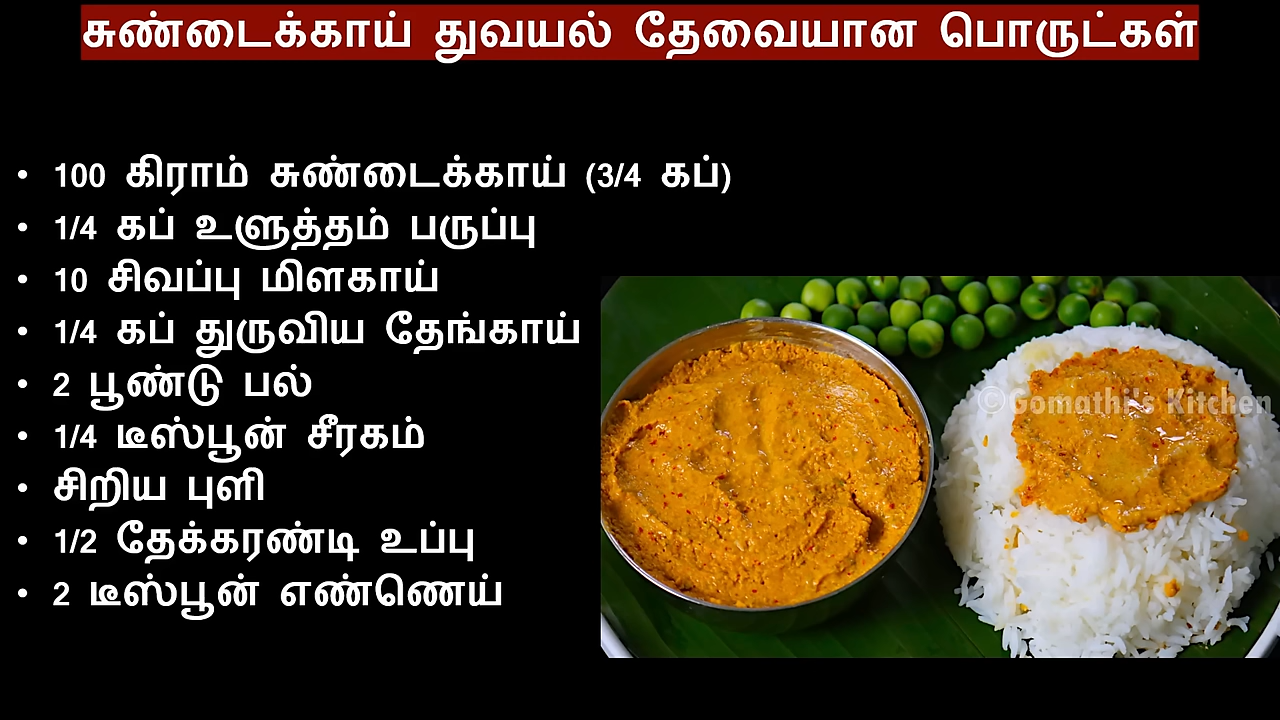 சுண்டைக்காய் துவயல் தேவையான பொருட்கள்
• 100 கிராம் சுண்டைக்காய் (3/4 கப்)
• 1/4 கப் உளுத்தம் பருப்பு
• 10 சிவப்பு மிளகாய்
• 1/4 கப் துருவிய தேங்காய்
• 2 பூண்டு பல்
• 1/4 டீஸ்பூன் சீரகம்
• சிறிய புளி
• 1/2 தேக்கரண்டி உப்பு
• 2 டீஸ்பூன் எண்ணெய்
©Gomathi's Kitchen